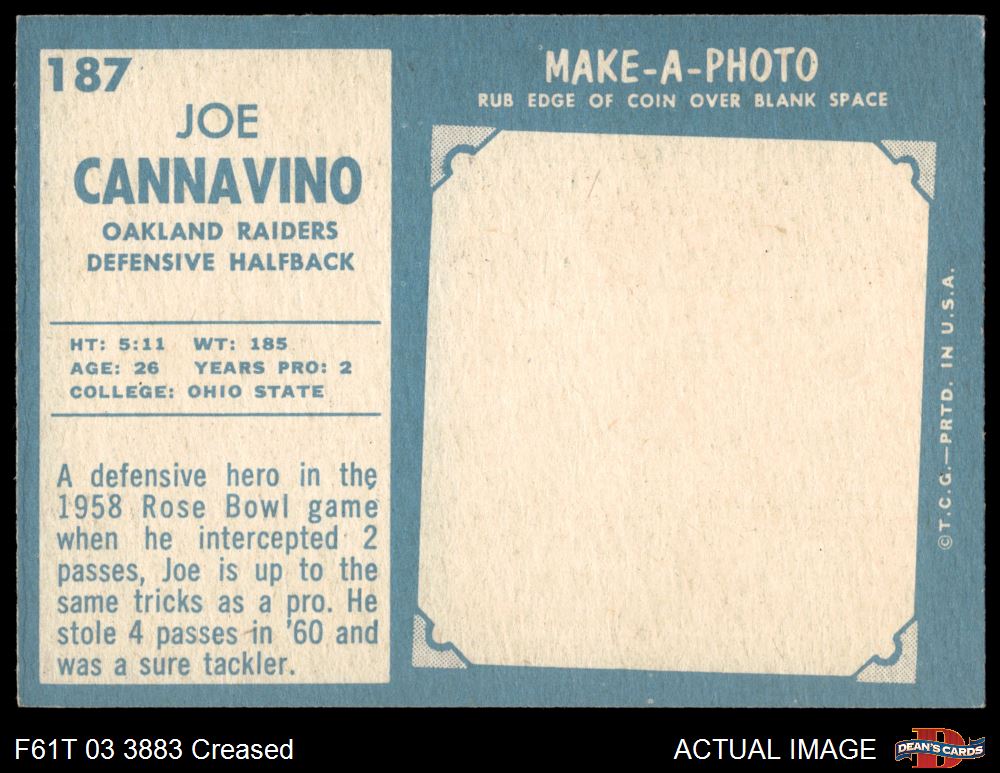 187
JOE
CANNAVINO
OAKLAND RAIDERS
DEFENSIVE HALFBACK
HT: 5:11 WT: 185
AGE: 26 YEARS PRO: 2
COLLEGE: OHIO STATE
A defensive hero in the
1958 Rose Bowl game
when he intercepted 2
passes, Joe is up to the
same tricks as a pro. He
stole 4 passes in '60 and
was a sure tackler.
MAKE-A-PHOTO
RUB EDGE OF COIN OVER BLANK SPACE
© T.C.G.—PRTD. IN U.S.A.
F61T 03 3883 Creased
ACTUAL IMAGE
DEAN'S CARDS